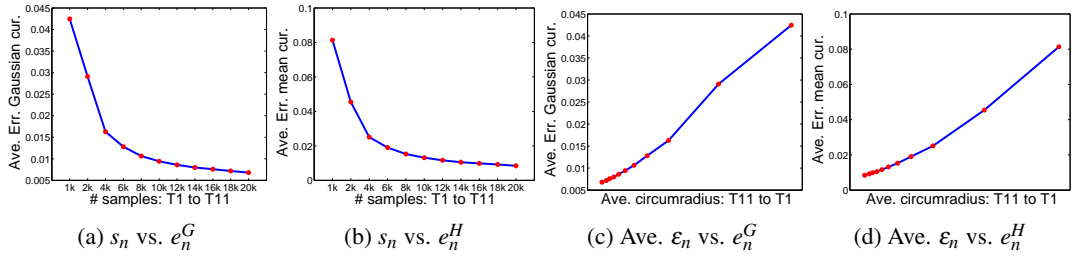 Ave. Err. Gaussian cur.
0.045
0.04
0.035
0.03
0.025
0.02
0.015
0.01
0.005
1k 2k 4k 6k 8k 10k 12k 14k 16k 18k 20k
# samples: T1 to T11
(a) s_n vs. e_n^G
Ave. Err. mean cur.
0.1
0.08
0.06
0.04
0.02
0
1k 2k 4k 6k 8k 10k 12k 14k 16k 18k 20k
# samples: T1 to T11
(b) s_n vs. e_n^H
Ave. Err. Gaussian cur.
0.045
0.04
0.035
0.03
0.025
0.02
0.015
0.01
0.005
Ave. circumradius: T11 to T1
(c) Ave. ε_n vs. e_n^G
Ave. Err. mean cur.
0.1
0.08
0.06
0.04
0.02
0
Ave. circumradius: T11 to T1
(d) Ave. ε_n vs. e_n^H